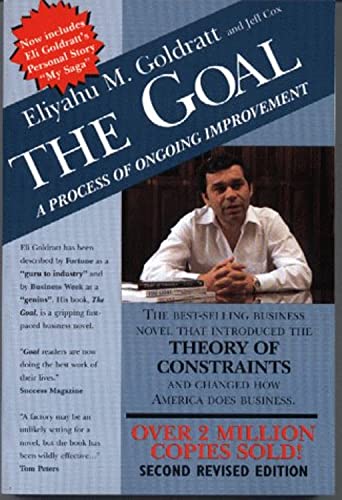 Now includes
Eli Goldratt's
Personal Story
"My Saga"
Eliyahu M. Goldratt and Jeff Cox
THE GOAL
A PROCESS OF ONGOING IMPROVEMENT
Eli Goldratt has been
described by Fortune as a
"guru to industry" and
by Business Week at a
"genius". His book, The
Goal, is a gripping fast-
paced business novel.
"Goal readers are now
doing the best work of
their lives."
Success Magazine
"A factory may be an
unlikely setting for a
novel, but the book has
been wildly effective..."
Tom Peters
THE BEST-SELLING BUSINESS
NOVEL THAT INTRODUCED THE
THEORY OF
CONSTRAINTS
AND CHANGED HOW
AMERICA DOES BUSINESS.
OVER 2 MILLION
COPIES SOLD!
SECOND REVISED EDITION